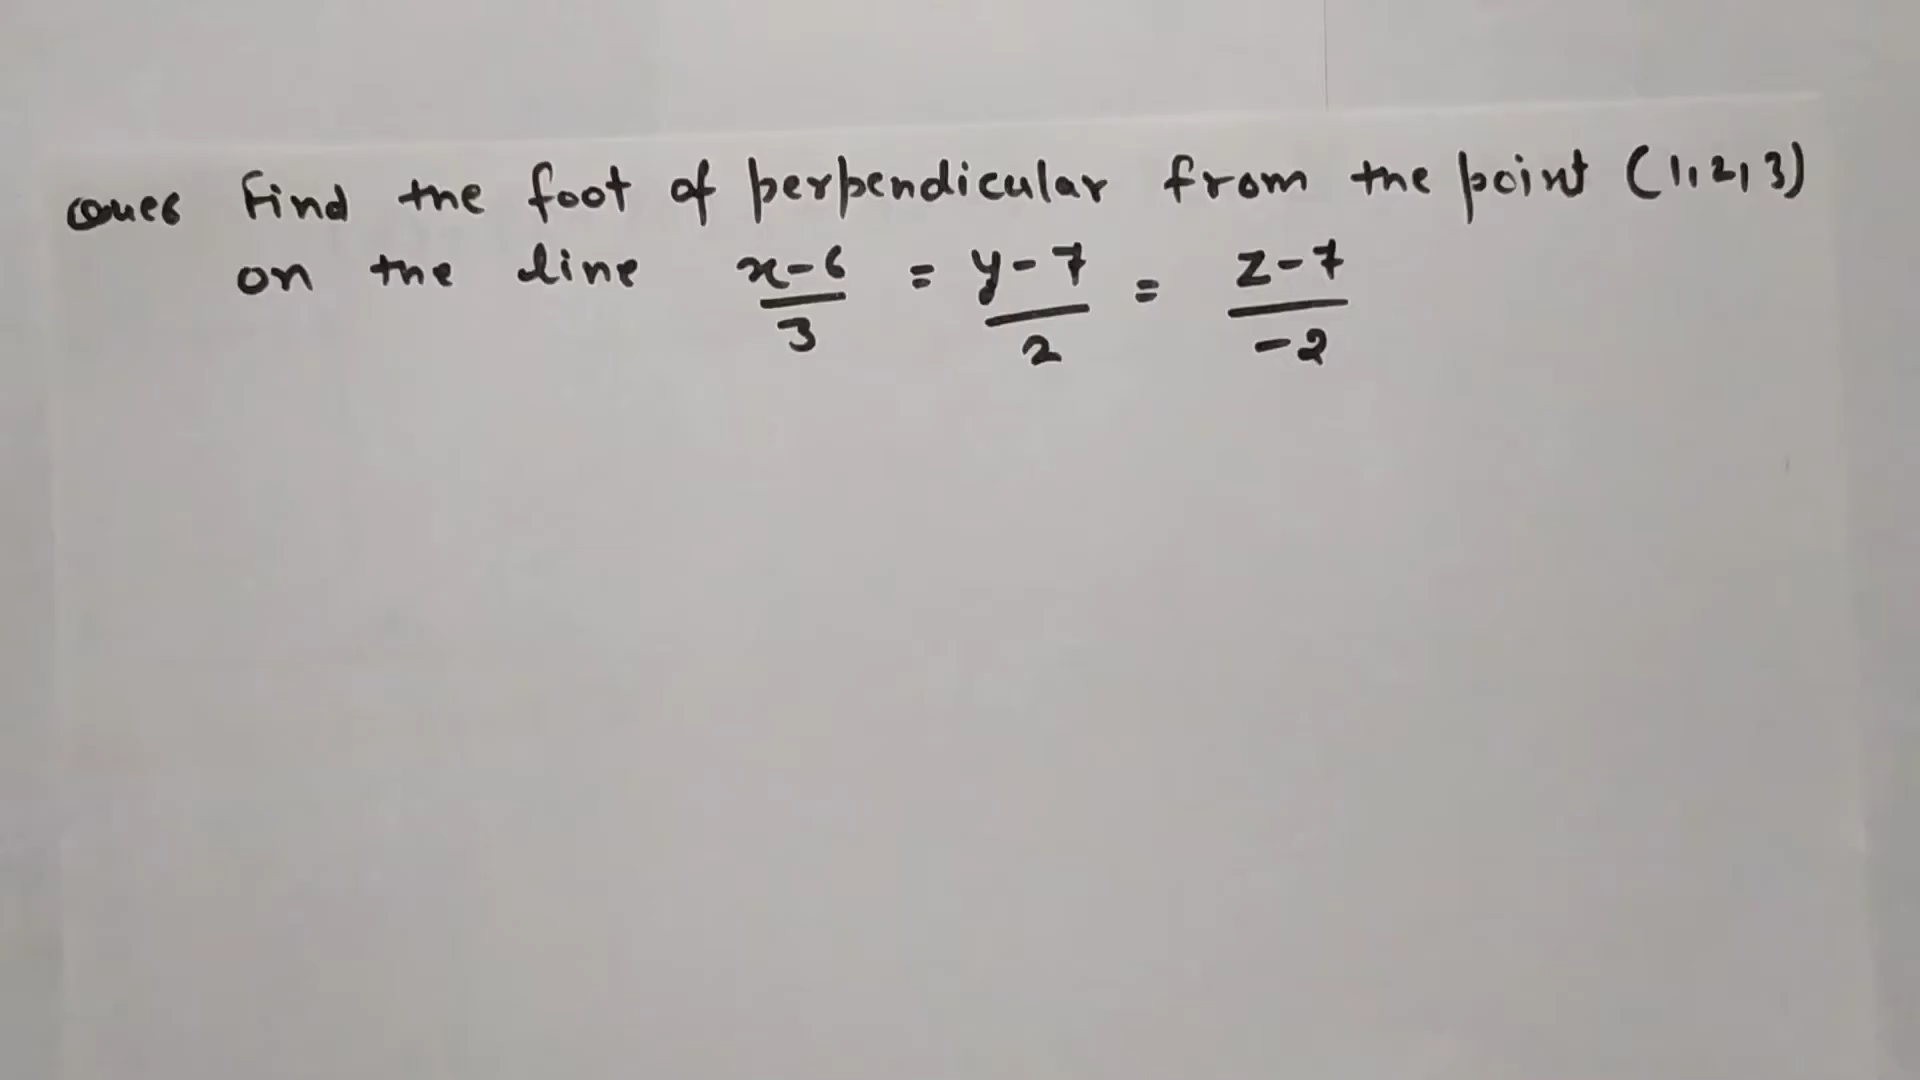 Find the foot of perpendicular from the point (1,2,3)
on the line x-6/3 = y-7/2 = z-7/-2